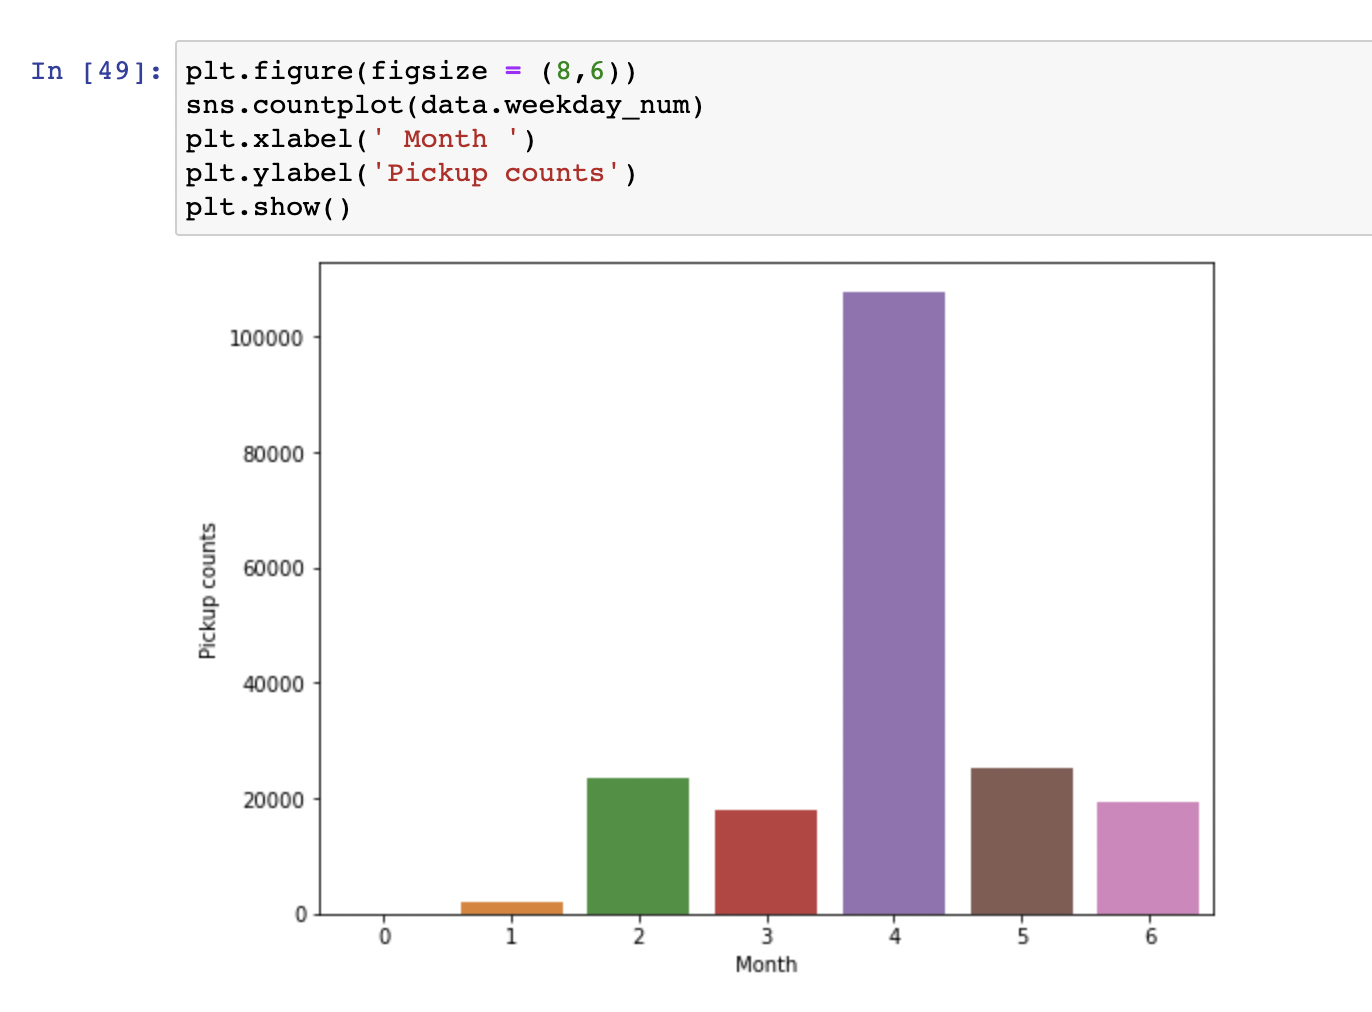 In [49]: plt.figure(figsize = (8,6))
sns.countplot(data.weekday_num)
plt.xlabel(' Month ')
plt.ylabel('Pickup counts')
plt.show()
100000
80000
60000
40000
20000
0
Pickup counts
0 1 2 3 4 5 6
Month